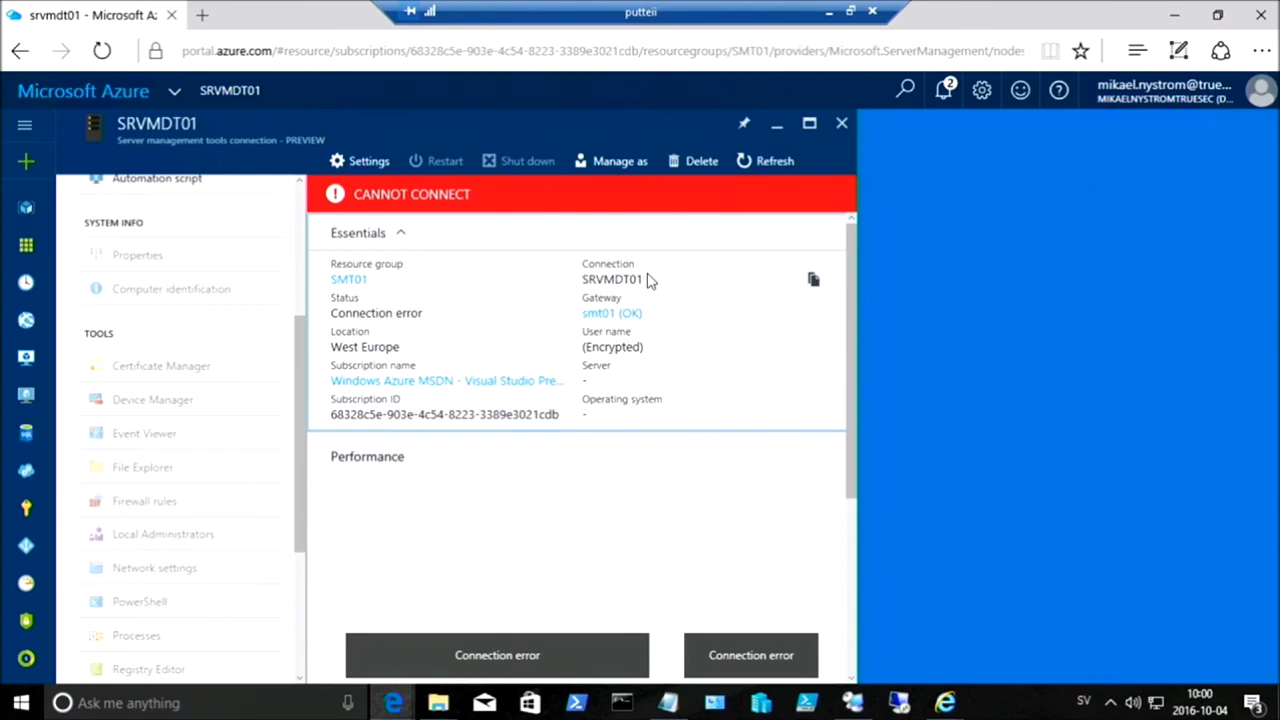 srvmdt01 - Microsoft Az:
putteii
portal.azure.com/#resource/subscriptions/68328c5e-903e-4c54-8223-3389e3021cdb/resourcegroups/SMT01/providers/Microsoft.ServerManagement/nodes
Microsoft Azure
SRVMDT01
2
mikael.nystrom@true...
MIKAELNYSTROMTRUESEC (D...
SRVMDT01
Server management tools connection - PREVIEW
Settings
Restart
Shut down
Manage as
Delete
Refresh
Automation script
SYSTEM INFO
Properties
Computer identification
TOOLS
Certificate Manager
Device Manager
Event Viewer
File Explorer
Firewall rules
Local Administrators
Network settings
PowerShell
Processes
Registry Editor
CANNOT CONNECT
Essentials
Resource group
SMT01
Connection
SRVMDT01
Status
Connection error
Gateway
smt01 (OK)
Location
West Europe
User name
(Encrypted)
Subscription name
Windows Azure MSDN - Visual Studio Pre...
Server
-
Subscription ID
68328c5e-903e-4c54-8223-3389e3021cdb
Operating system
-
Performance
Connection error
Connection error
Ask me anything
SV
10:00
2016-10-04
3